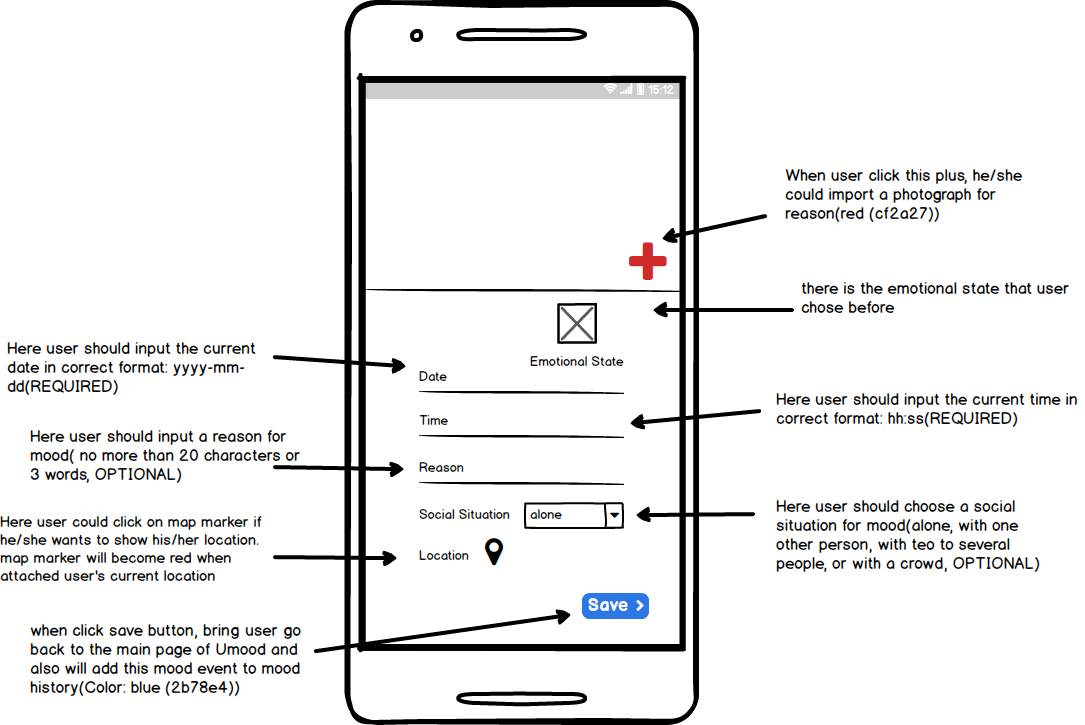 15:12
When user click this plus, he/she
could import a photograph for
reason(red (cf2a27))
there is the emotional state that user
chose before
Emotional State
Here user should input the current
date in correct format: yyyy-mm-
dd(REQUIRED)
Date
Here user should input the current time in
correct format: hh:ss(REQUIRED)
Time
Here user should input a reason for
mood( no more than 20 characters or
3 words, OPTIONAL)
Reason
Here user should choose a social
situation for mood(alone, with one
other person, with teo to several
people, or with a crowd, OPTIONAL)
Social Situation alone
Here user could click on map marker if
he/she wants to show his/her location.
map marker will become red when
attached user's current location
Location
Save >
when click save button, bring user go
back to the main page of Umood and
also will add this mood event to mood
history(Color: blue (2b78e4))